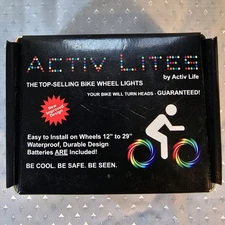 ACTIV LITES
by Activ Life
THE TOP-SELLING BIKE WHEEL LIGHTS
YOUR BIKE WILL TURN HEADS - GUARANTEED!
New
Easy to Install on Wheels 12" to 29"
Waterproof, Durable Design
Batteries ARE Included!
BE COOL. BE SAFE. BE SEEN.